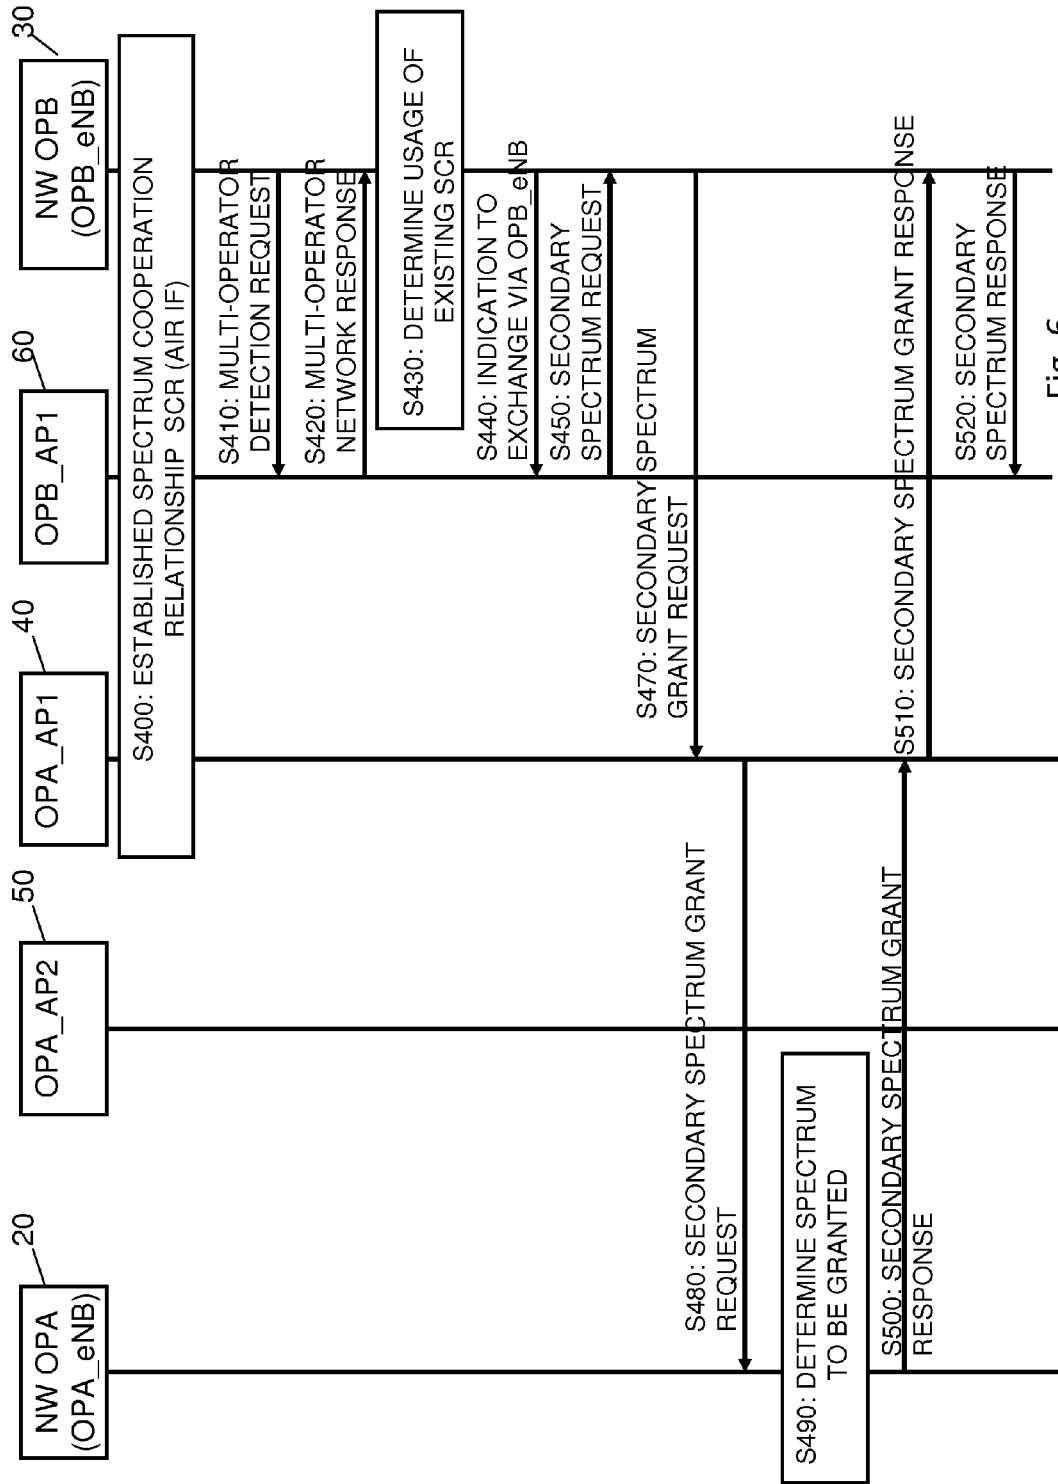 20
NW OPA
(OPA_eNB)
50
OPA_AP2
40
OPA_AP1
60
OPB_AP1
30
NW OPB
(OPB_eNB)
S400: ESTABLISHED SPECTRUM COOPERATION
RELATIONSHIP SCR (AIR IF)
S410: MULTI-OPERATOR
DETECTION REQUEST
S420: MULTI-OPERATOR
NETWORK RESPONSE
S430: DETERMINE USAGE OF
EXISTING SCR
S440: INDICATION TO
EXCHANGE VIA OPB_eNB
S450: SECONDARY
SPECTRUM REQUEST
S470: SECONDARY SPECTRUM
GRANT REQUEST
S480: SECONDARY SPECTRUM GRANT
REQUEST
S490: DETERMINE SPECTRUM
TO BE GRANTED
S500: SECONDARY SPECTRUM GRANT
RESPONSE
S510: SECONDARY SPECTRUM GRANT RESPONSE
S520: SECONDARY
SPECTRUM RESPONSE
Fig. 6